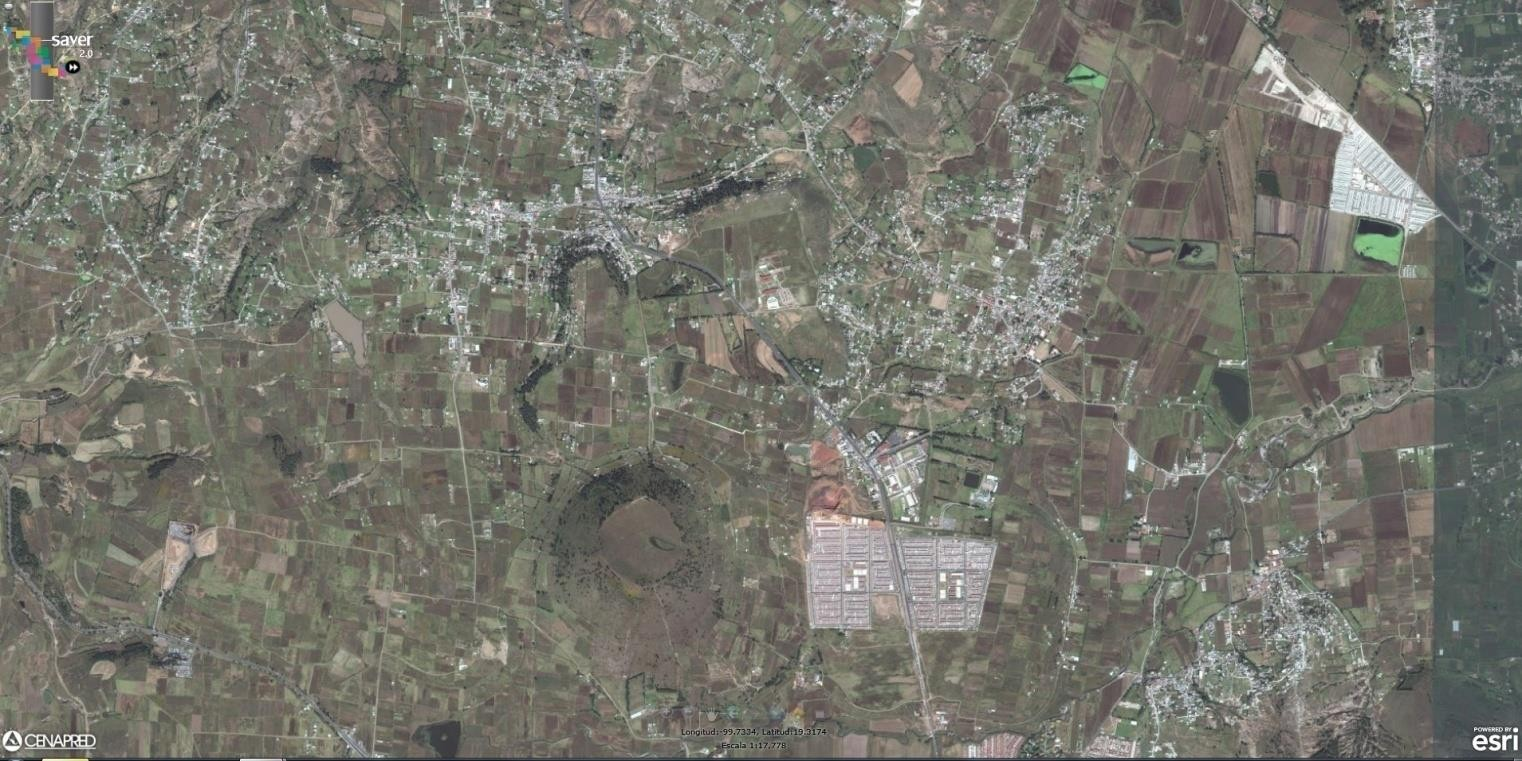 saver
2.0
Longitud:-99.7334, Latitud:19.3174
Escala 1:17,778
CENAPRED
POWERED BY
esri